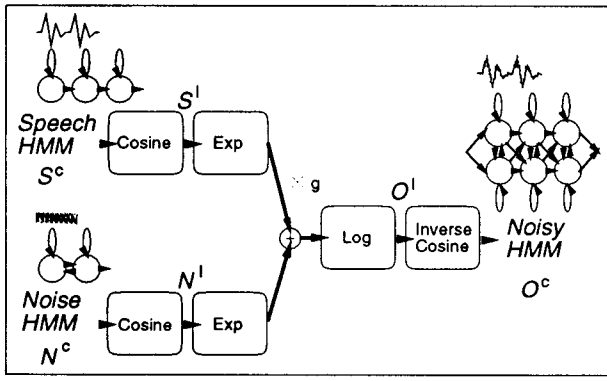 Speech
HMM
S^c
Cosine
S^l
Exp
g
Noise
HMM
N^c
Cosine
N^l
Exp
Log
O^l
Inverse
Cosine
Noisy
HMM
O^c